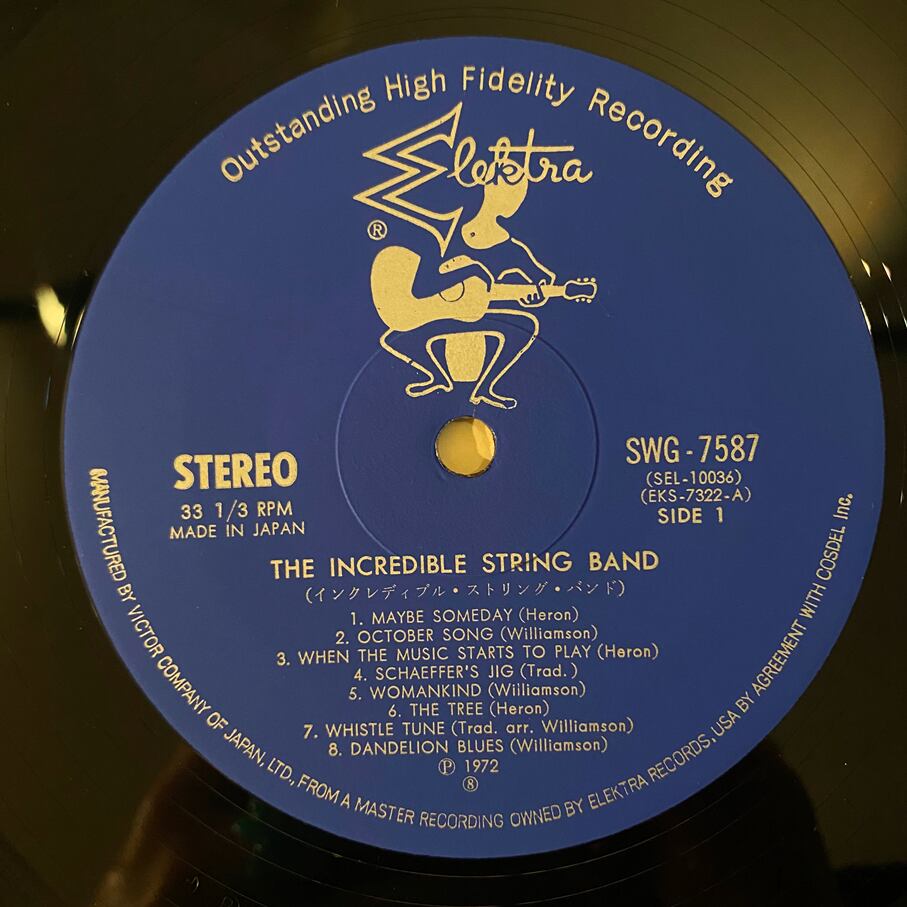 Outstanding High Fidelity Recording
Elektra
®
STEREO
33 1/3 RPM
MADE IN JAPAN
SWG-7587
(SEL-10036)
(EKS-7322-A)
SIDE 1
THE INCREDIBLE STRING BAND
(インクレディブル・ストリング・バンド)
1. MAYBE SOMEDAY (Heron)
2. OCTOBER SONG (Williamson)
3. WHEN THE MUSIC STARTS TO PLAY (Heron)
4. SCHAEFFER'S JIG (Trad.)
5. WOMANKIND (Williamson)
6. THE TREE (Heron)
7. WHISTLE TUNE (Trad. arr. Williamson)
8. DANDELION BLUES (Williamson)
Ⓟ 1972
⑧
MANUFACTURED BY VICTOR COMPANY OF JAPAN, LTD., FROM A MASTER RECORDING OWNED BY ELEKTRA RECORDS, USA BY AGREEMENT WITH COSDEL Inc.